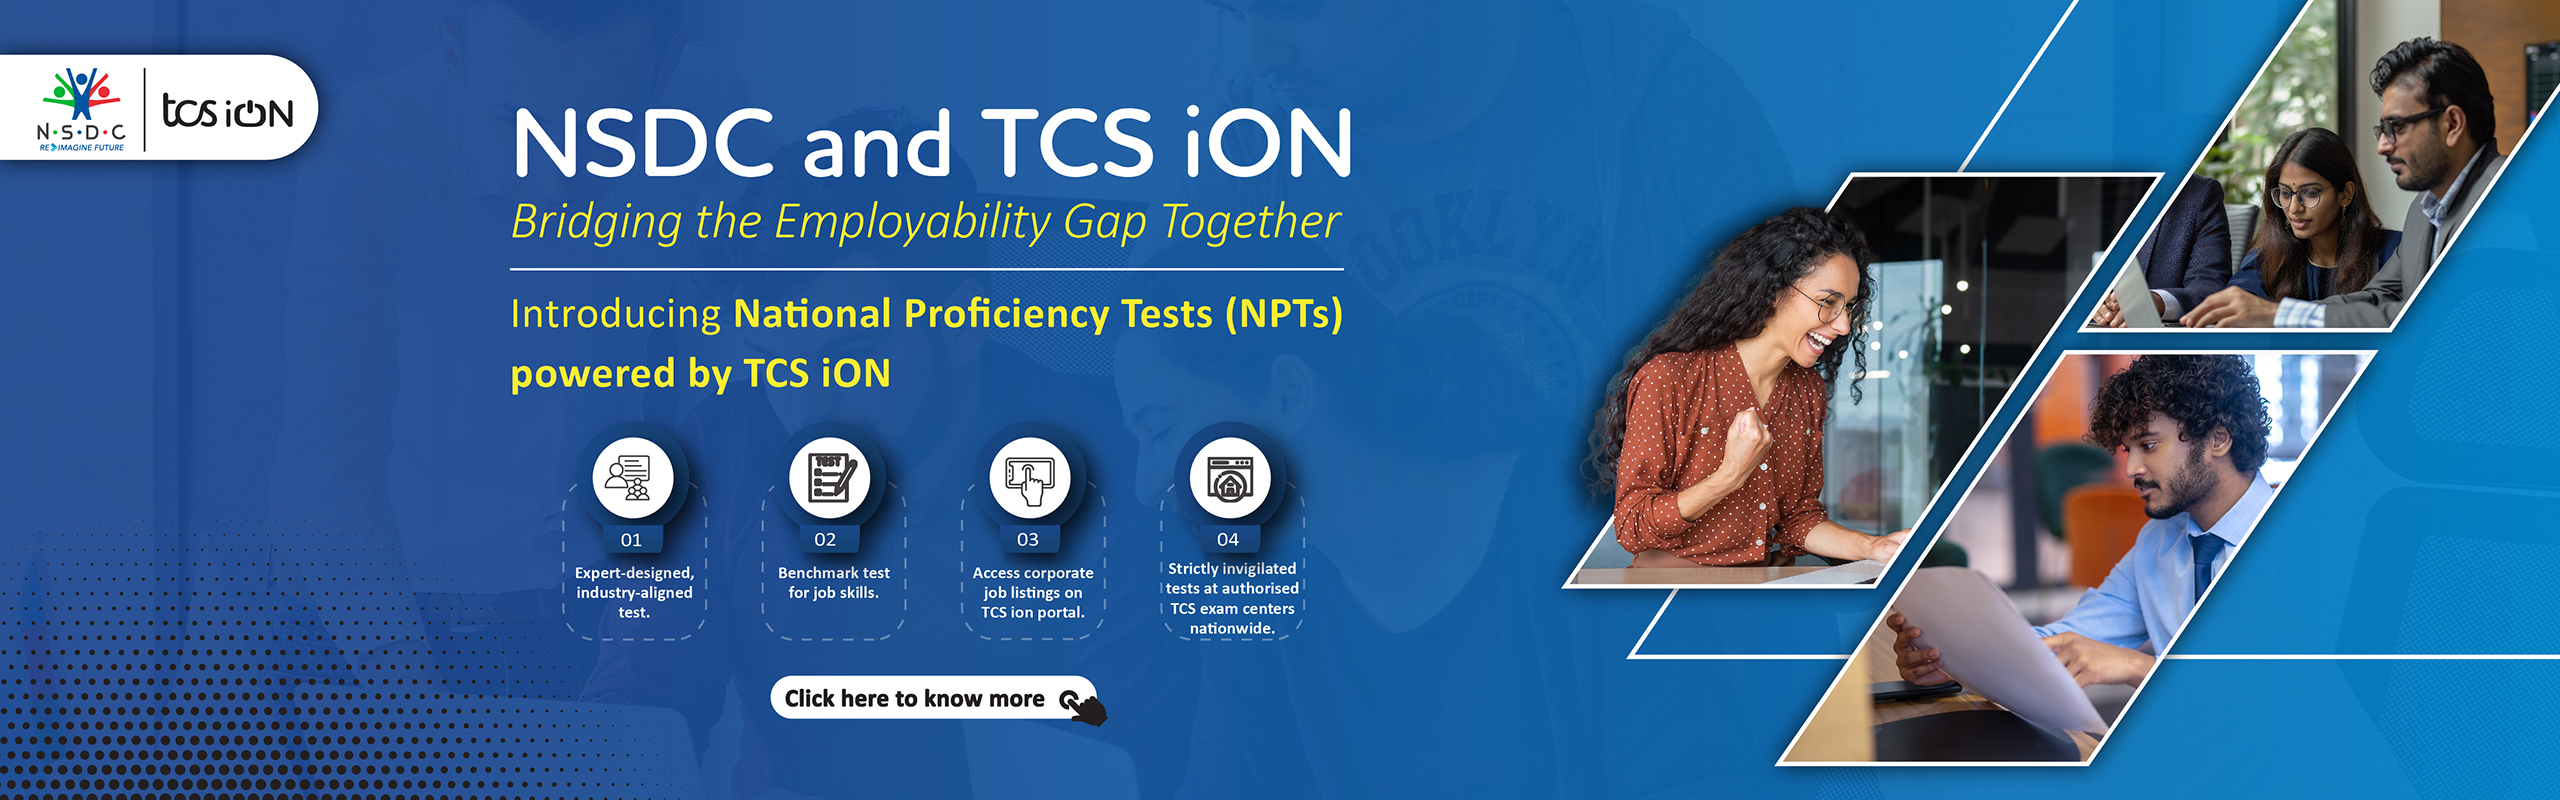 N·S·D·C
RE IMAGINE FUTURE
tcs iON
NSDC and TCS iON
Bridging the Employability Gap Together
Introducing National Proficiency Tests (NPTs)
powered by TCS iON
TEST
01
Expert-designed,
industry-aligned
test.
02
Benchmark test
for job skills.
03
Access corporate
job listings on
TCS ion portal.
04
Strictly invigilated
tests at authorised
TCS exam centers
nationwide.
Click here to know more